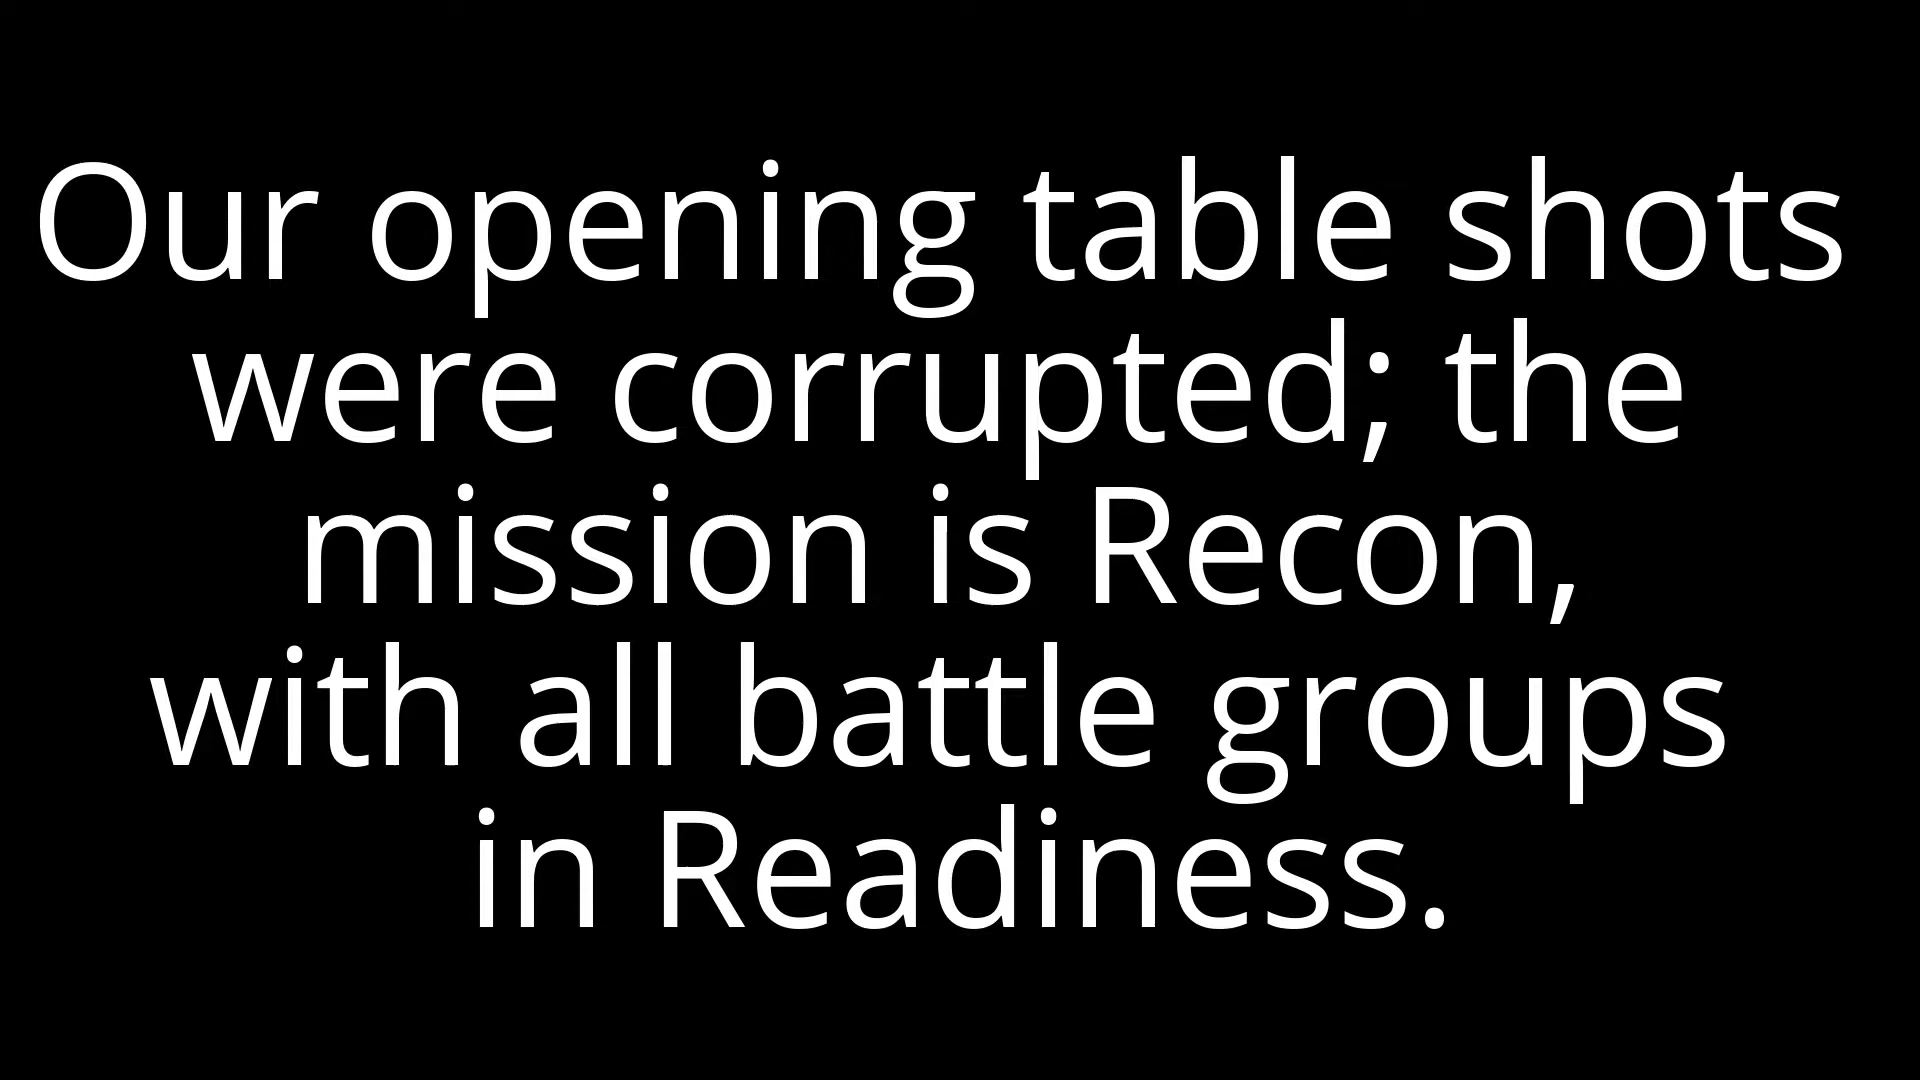 Our opening table shots
were corrupted; the
mission is Recon,
with all battle groups
in Readiness.